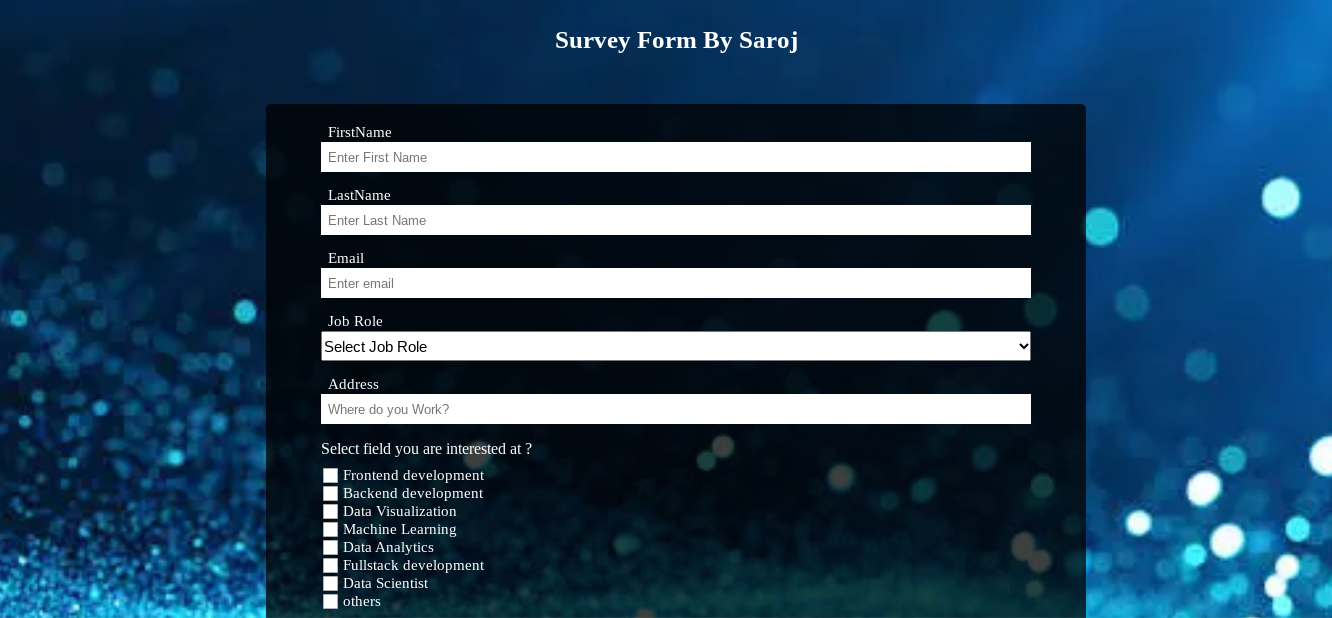 Survey Form By Saroj
FirstName
Enter First Name
LastName
Enter Last Name
Email
Enter email
Job Role
Select Job Role
Address
Where do you Work?
Select field you are interested at ?
Frontend development
Backend development
Data Visualization
Machine Learning
Data Analytics
Fullstack development
Data Scientist
others